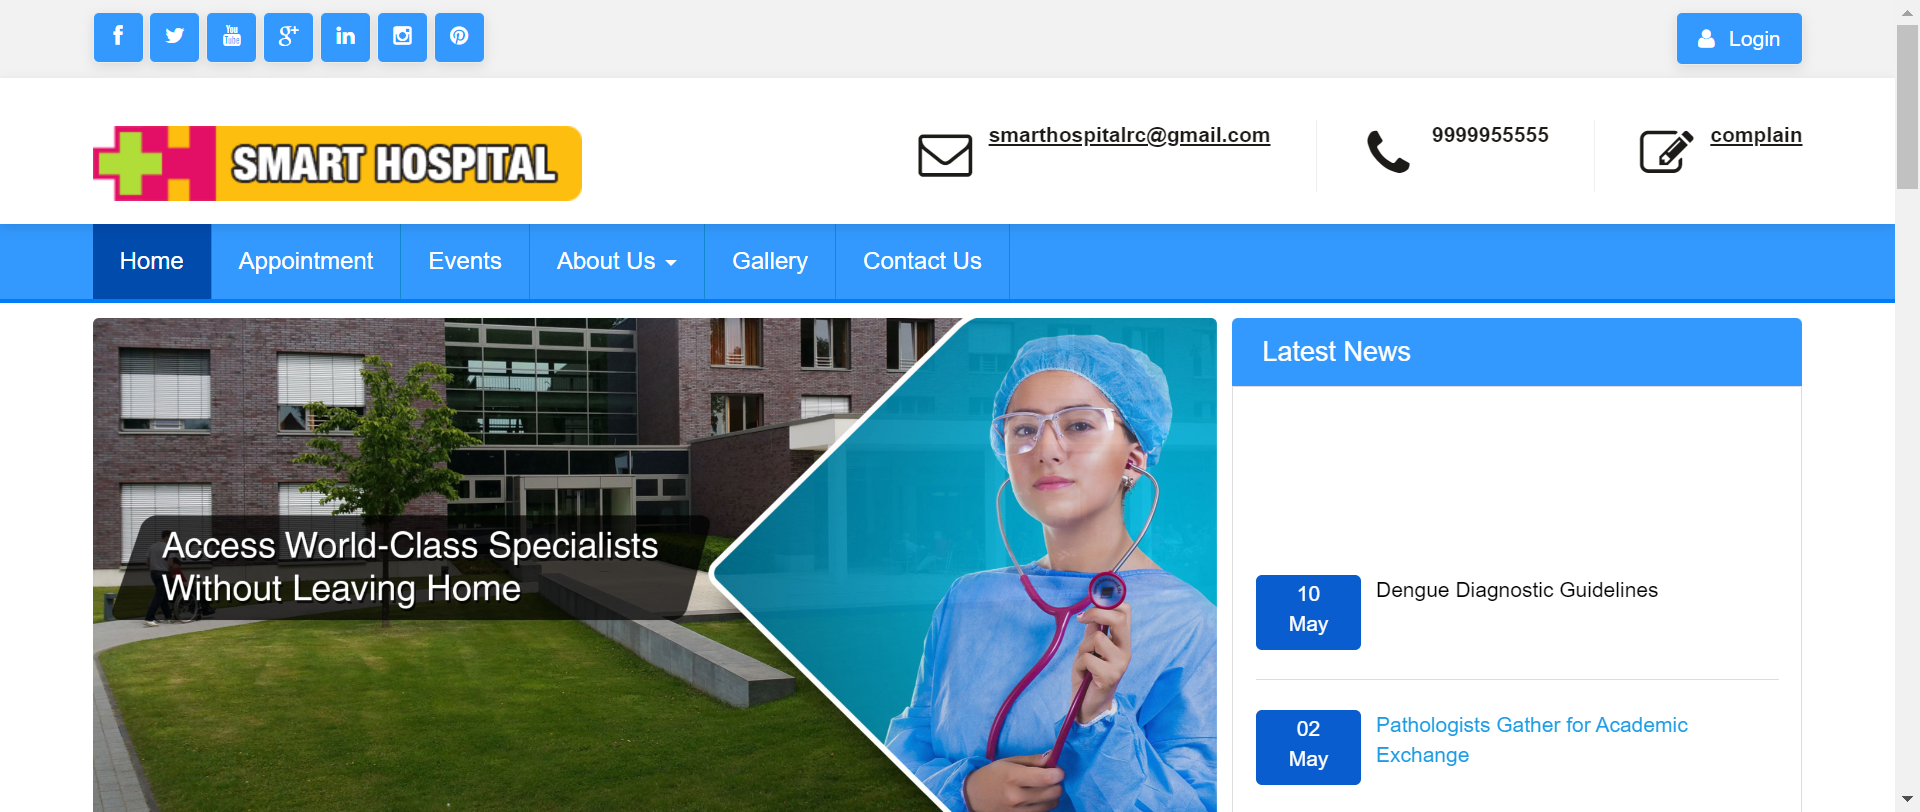 Login
SMART HOSPITAL
smarthospitalrc@gmail.com
9999955555
complain
Home
Appointment
Events
About Us
Gallery
Contact Us
Access World-Class Specialists
Without Leaving Home
Latest News
10
May
Dengue Diagnostic Guidelines
02
May
Pathologists Gather for Academic
Exchange